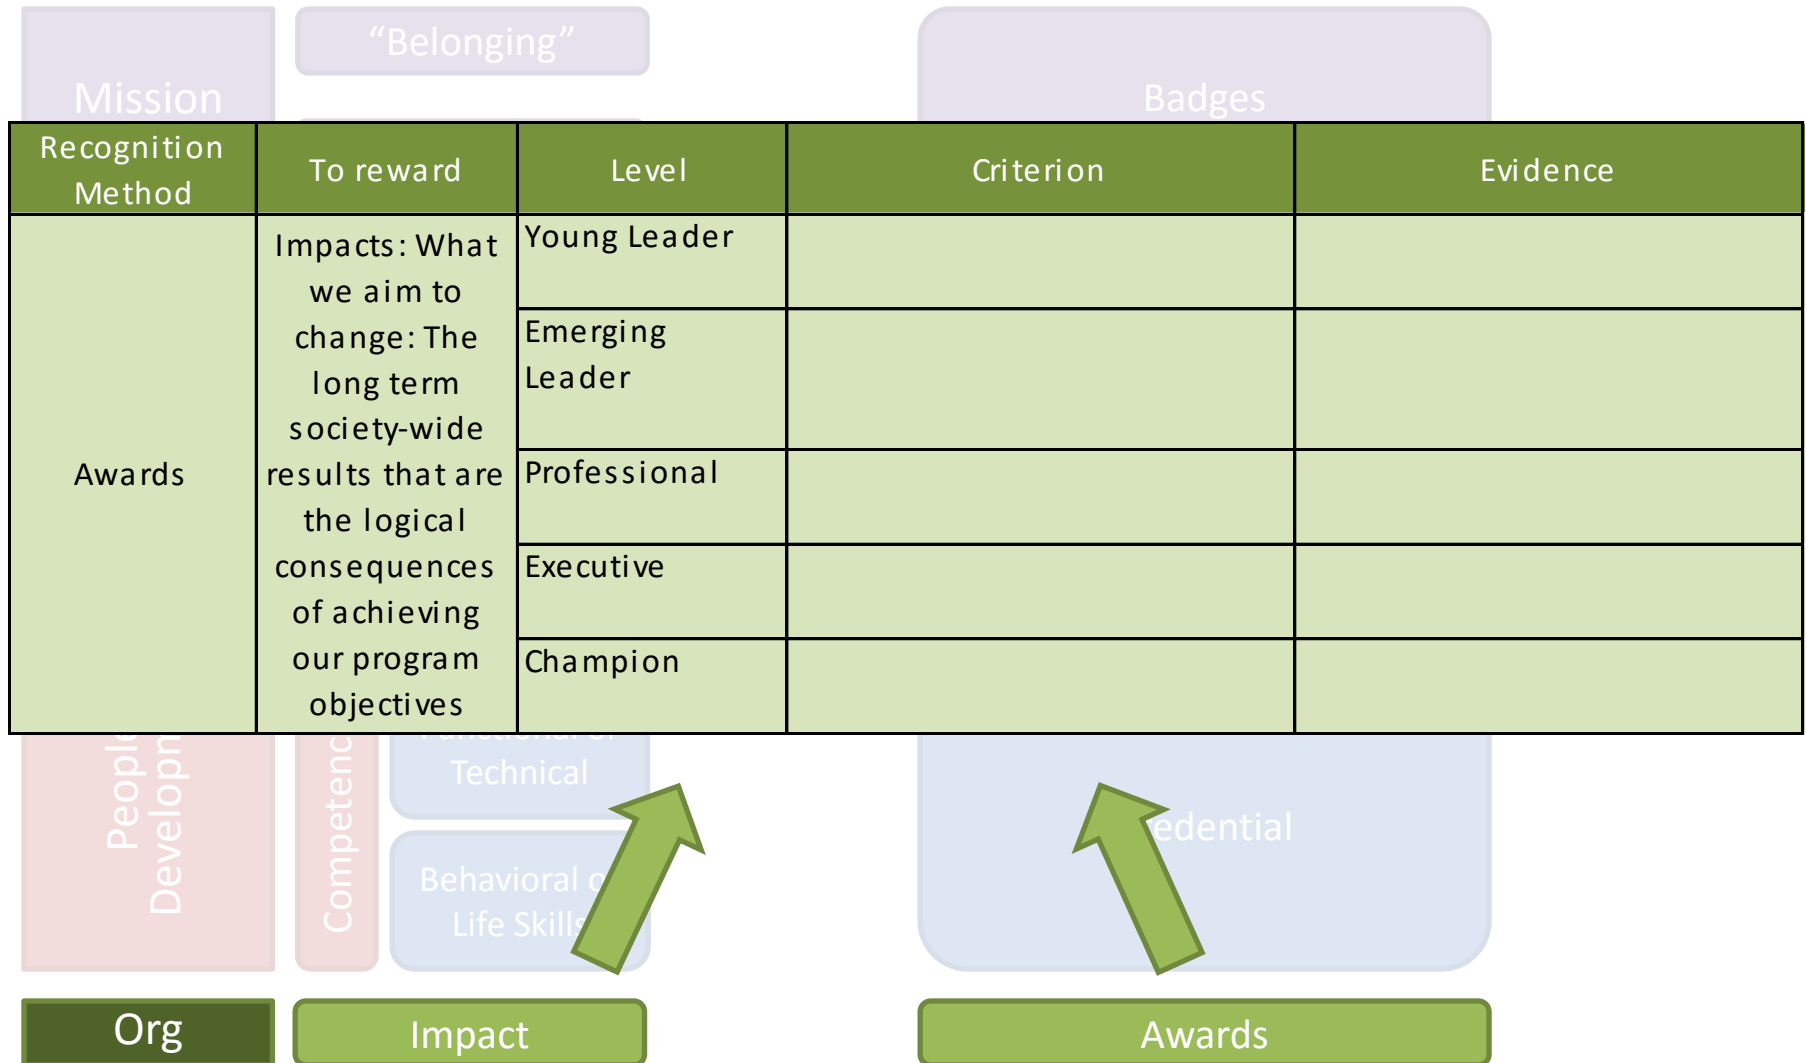 “Belonging”
Mission
Badges
Recognition
Method
To reward
Level
Criterion
Evidence
Awards
Impacts: What
we aim to
change: The
long term
society-wide
results that are
the logical
consequences
of achieving
our program
objectives
Young Leader
Emerging
Leader
Professional
Executive
Champion
People
Technical
Behavioral
Life Skills
Org
Impact
Awards